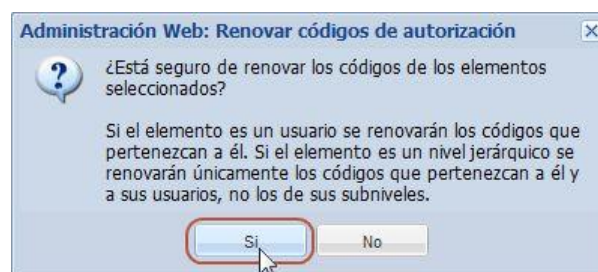 Administración Web: Renovar códigos de autorización
¿Está seguro de renovar los códigos de los elementos
seleccionados?
Si el elemento es un usuario se renovarán los códigos que
pertenezcan a él. Si el elemento es un nivel jerárquico se
renovarán únicamente los códigos que pertenezcan a él y
a sus usuarios, no los de sus subniveles.
Si No